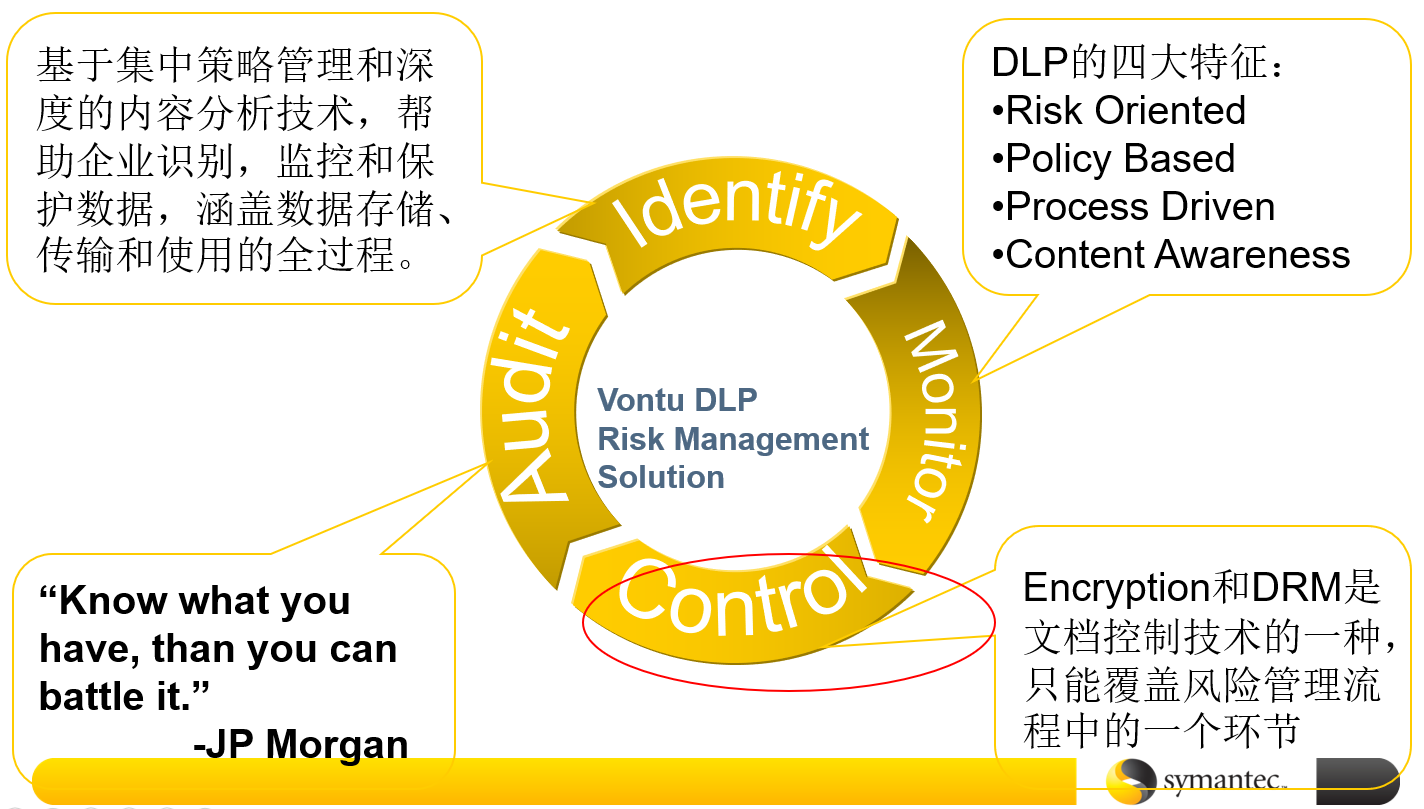 基于集中策略管理和深
度的内容分析技术，帮
助企业识别，监控和保
护数据，涵盖数据存储、
传输和使用的全过程。
DLP的四大特征：
•Risk Oriented
•Policy Based
•Process Driven
•Content Awareness
Identify
Monitor
Control
Audit
Vontu DLP
Risk Management
Solution
“Know what you
have, than you can
battle it.”
-JP Morgan
Encryption和DRM是
文档控制技术的一种，
只能覆盖风险管理流
程中的一个环节
symantec™